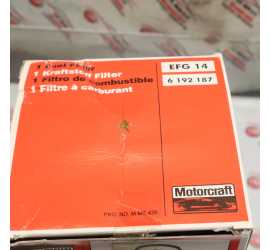 1 Fuel Filter
1 Kraftstoff Filter
1 Filtro de combustible
1 Filtre à carburant
EFG 14
6 192 187
Motorcraft